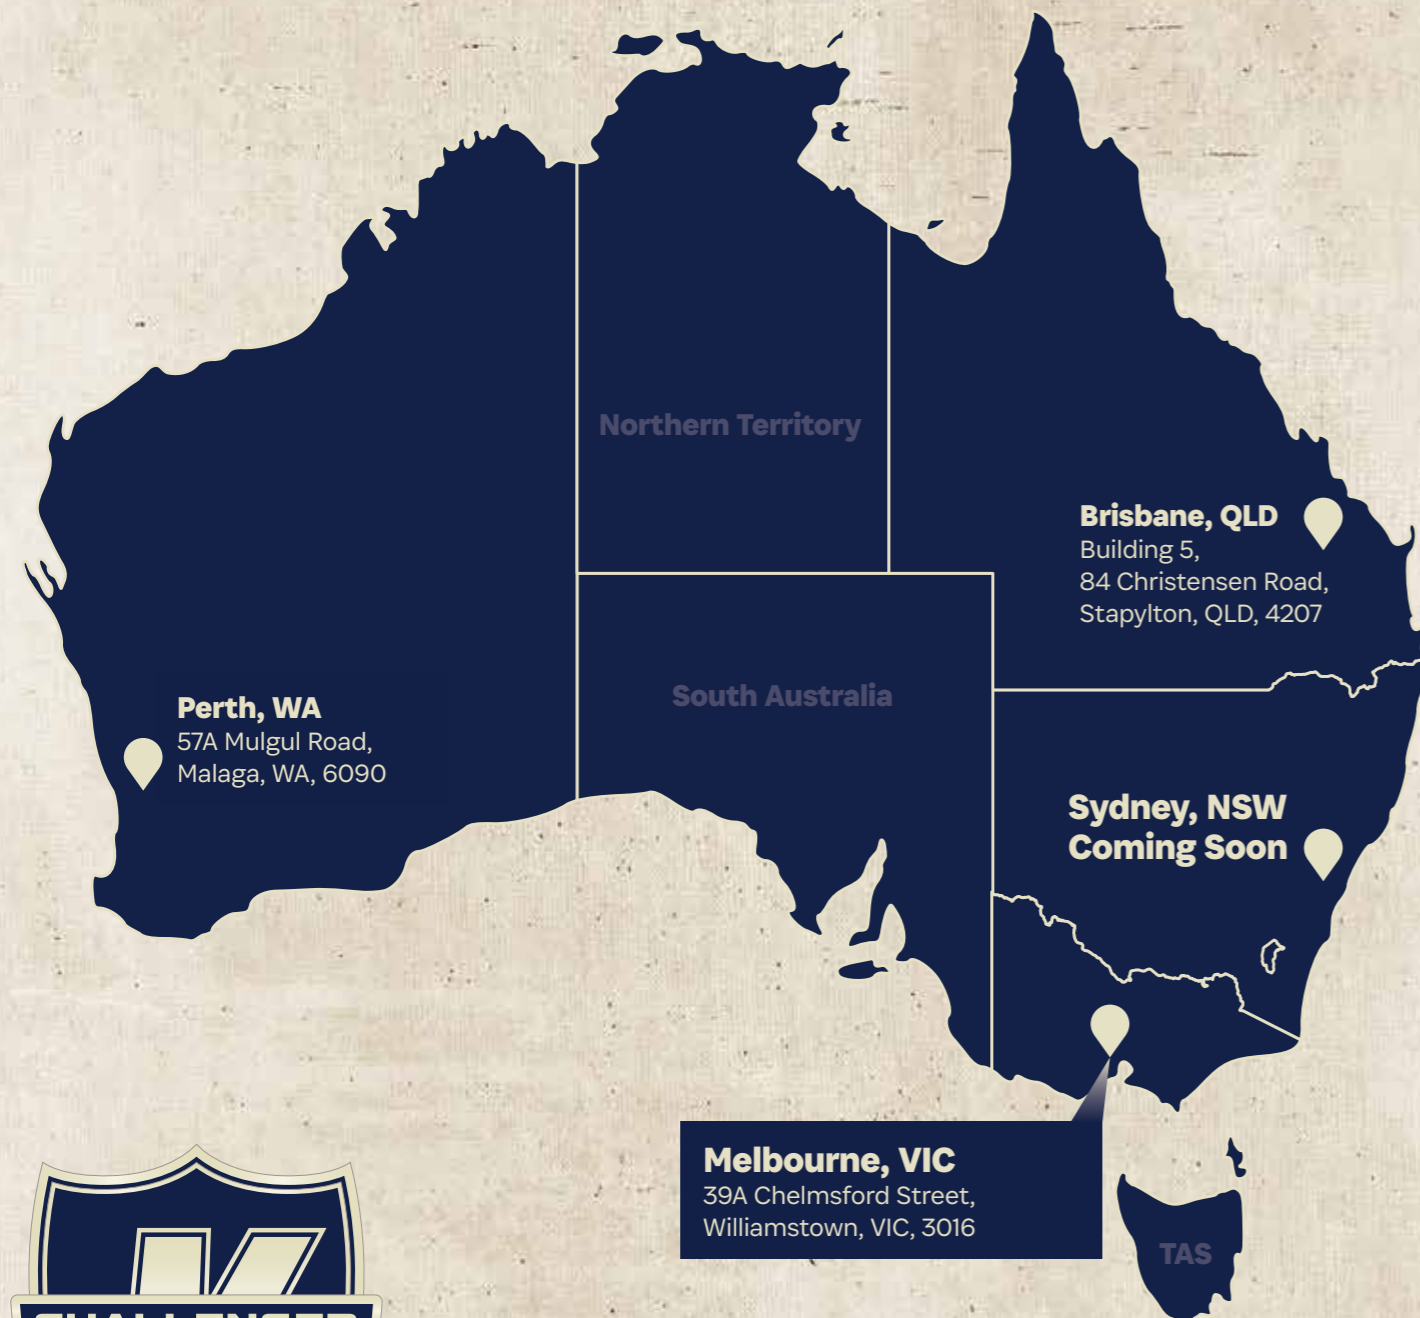 Northern Territory
Brisbane, QLD
Building 5,
84 Christensen Road,
Stapylton, QLD, 4207
South Australia
Perth, WA
57A Mulgul Road,
Malaga, WA, 6090
Sydney, NSW
Coming Soon
Melbourne, VIC
39A Chelmsford Street,
Williamstown, VIC, 3016
TAS
K
CHALLENGER